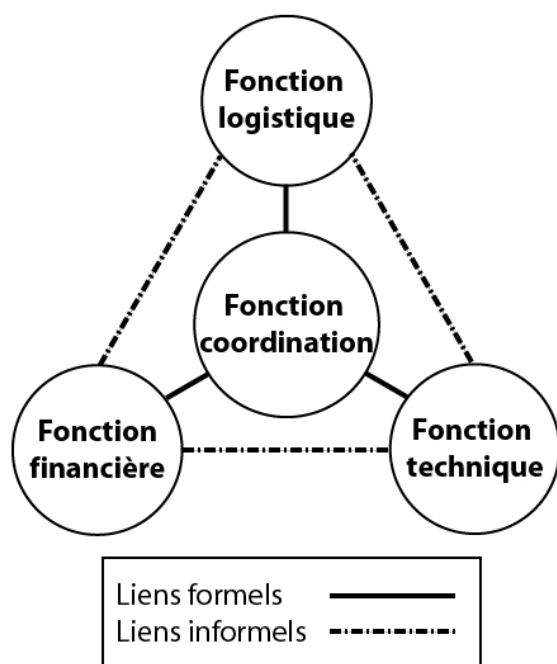 Fonction
logistique
Fonction
coordination
Fonction
financière
Fonction
technique
Liens formels
Liens informels